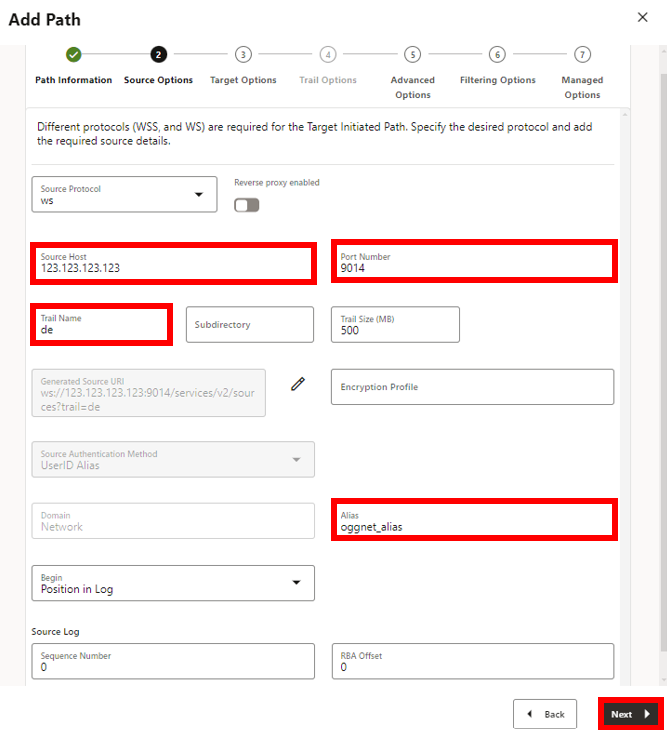 Add Path
2
3
4
5
6
7
Path Information
Source Options
Target Options
Trail Options
Advanced
Options
Filtering Options
Managed
Options
Different protocols (WSS, and WS) are required for the Target Initiated Path. Specify the desired protocol and add
the required source details.
Source Protocol
ws
Reverse proxy enabled
Source Host
123.123.123.123
Port Number
9014
Trail Name
de
Subdirectory
Trail Size (MB)
500
Generated Source URI
ws://123.123.123.123:9014/services/v2/sour
ces?trail=de
Encryption Profile
Source Authentication Method
UserID Alias
Domain
Network
Alias
oggnet_alias
Begin
Position in Log
Source Log
Sequence Number
0
RBA Offset
0
Back
Next